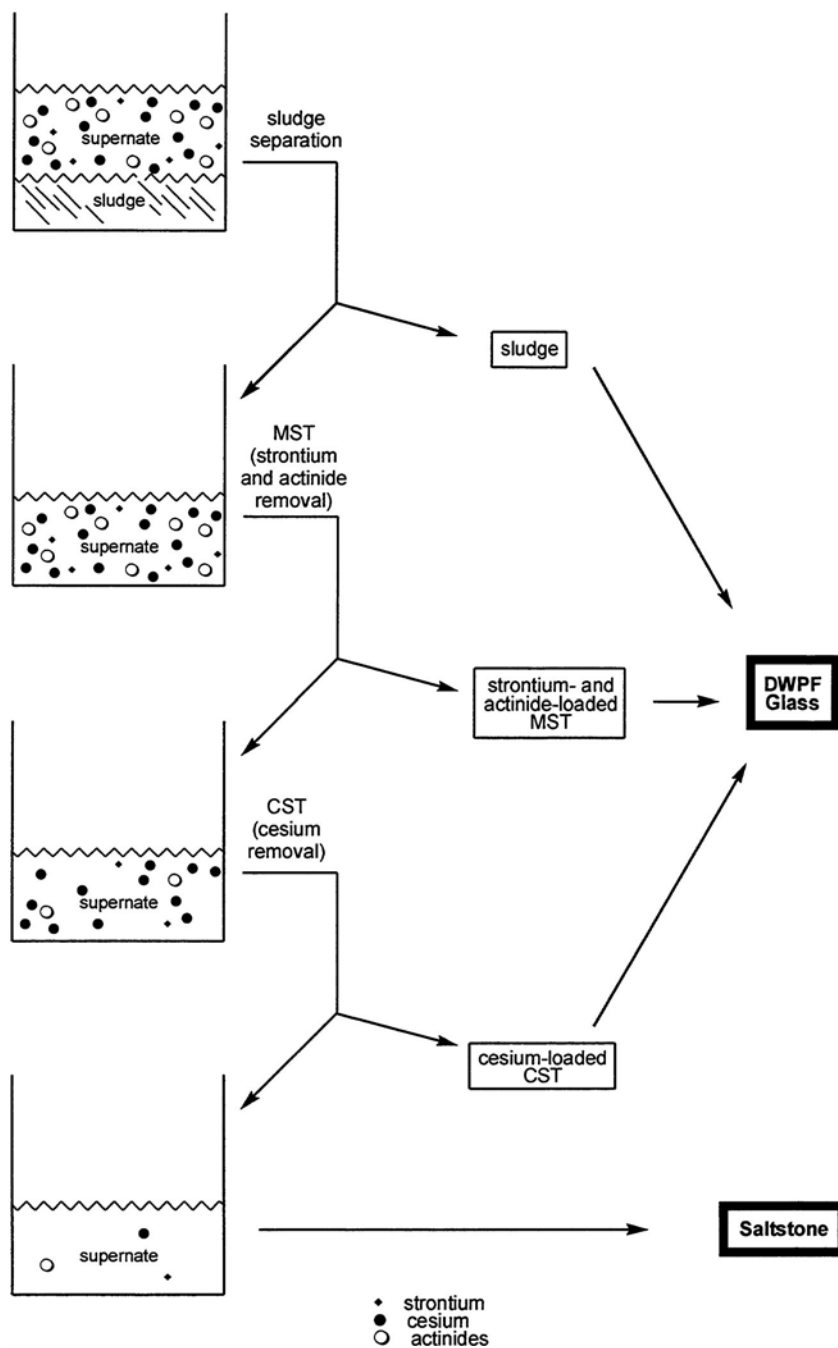 supernate
sludge
sludge
separation
sludge
MST
(strontium
and actinide
removal)
supernate
strontium- and
actinide-loaded
MST
DWPF
Glass
CST
(cesium
removal)
supernate
cesium-loaded
CST
supernate
Saltstone
strontium
cesium
actinides